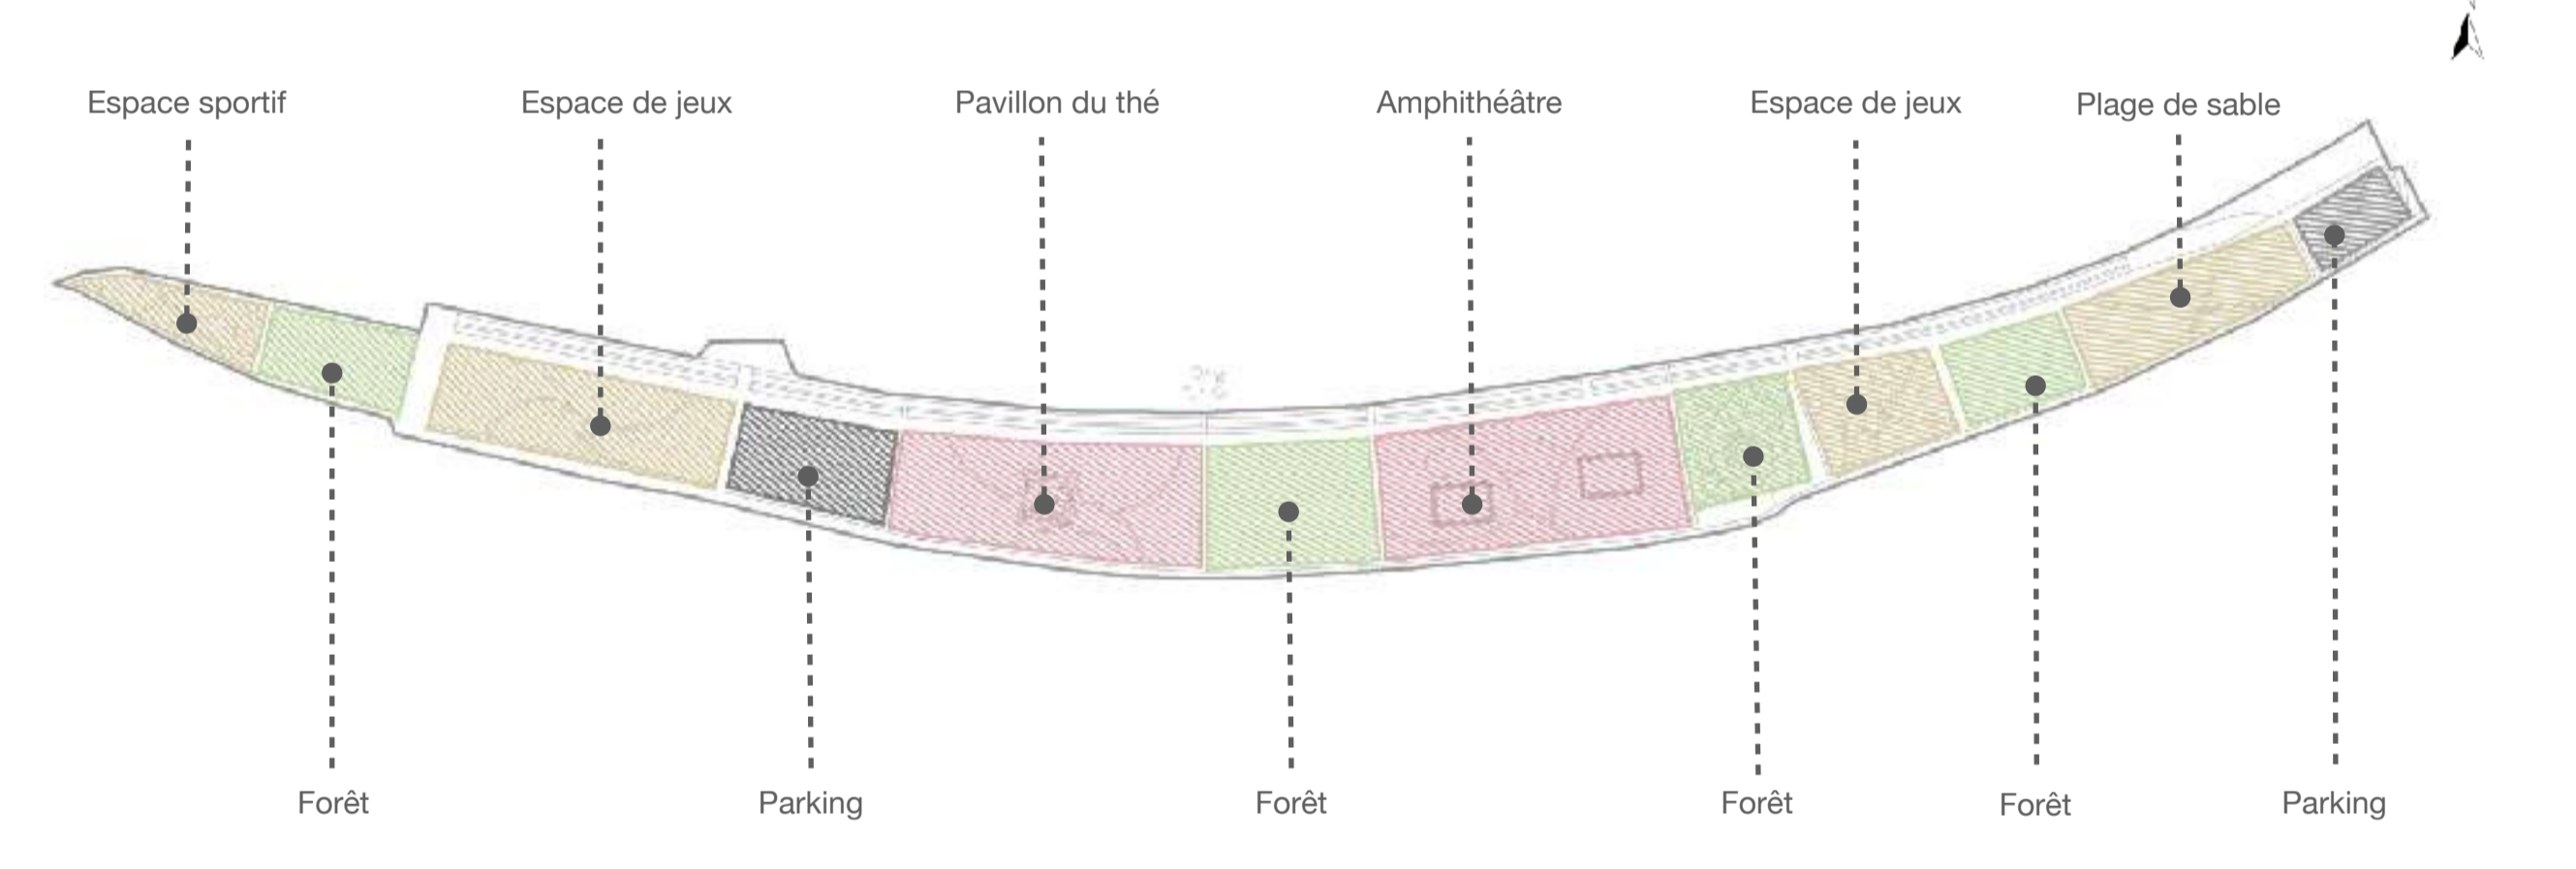 N
Espace sportif
Espace de jeux
Pavillon du thé
Amphithéâtre
Espace de jeux
Plage de sable
Forêt
Parking
Forêt
Forêt
Forêt
Parking